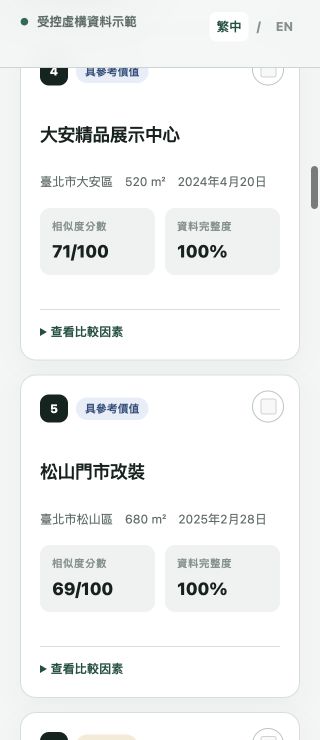 受控虛構資料示範
繁中 / EN
4 具參考價值
大安精品展示中心
臺北市大安區 520 m² 2024年4月20日
相似度分數 資料完整度
71/100 100%
▶ 查看比較因素
5 具參考價值
松山門市改裝
臺北市松山區 680 m² 2025年2月28日
相似度分數 資料完整度
69/100 100%
▶ 查看比較因素